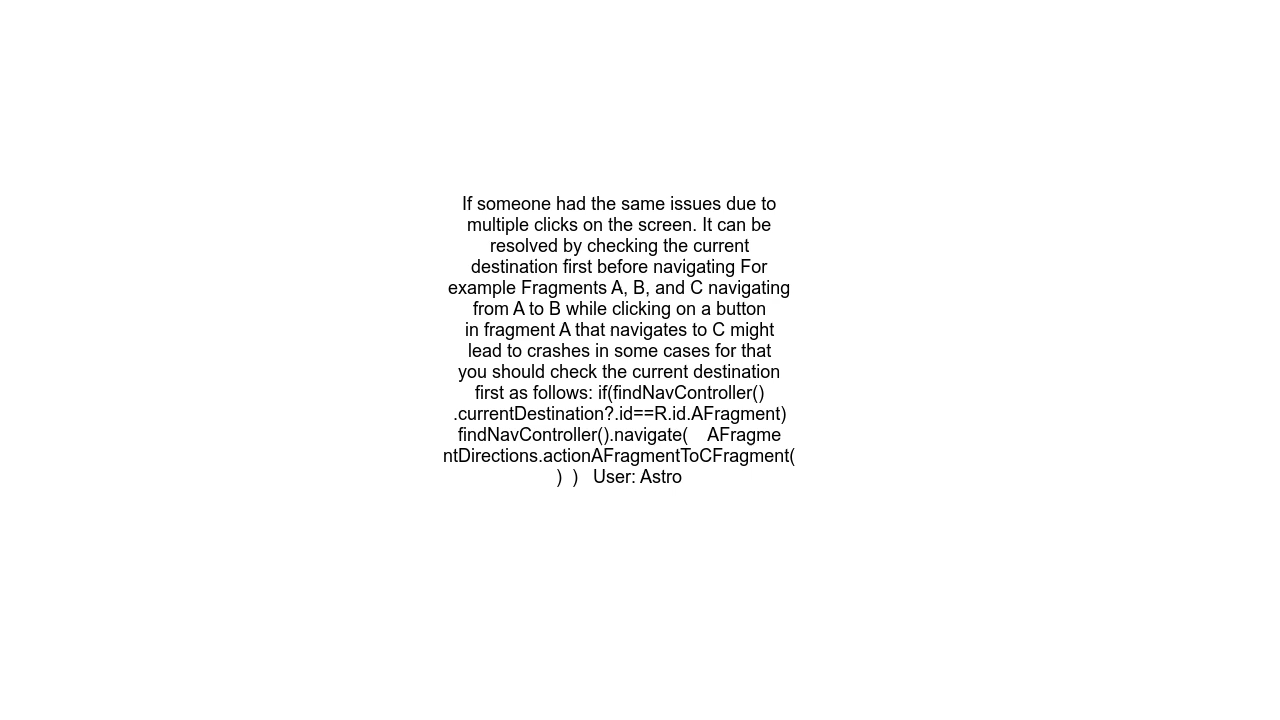 If someone had the same issues due to
multiple clicks on the screen. It can be
resolved by checking the current
destination first before navigating For
example Fragments A, B, and C navigating
from A to B while clicking on a button
in fragment A that navigates to C might
lead to crashes in some cases for that
you should check the current destination
first as follows: if(findNavController()
.currentDestination?.id==R.id.AFragment)
findNavController().navigate(    AFragme
ntDirections.actionAFragmentToCFragment(
)  )   User: Astro